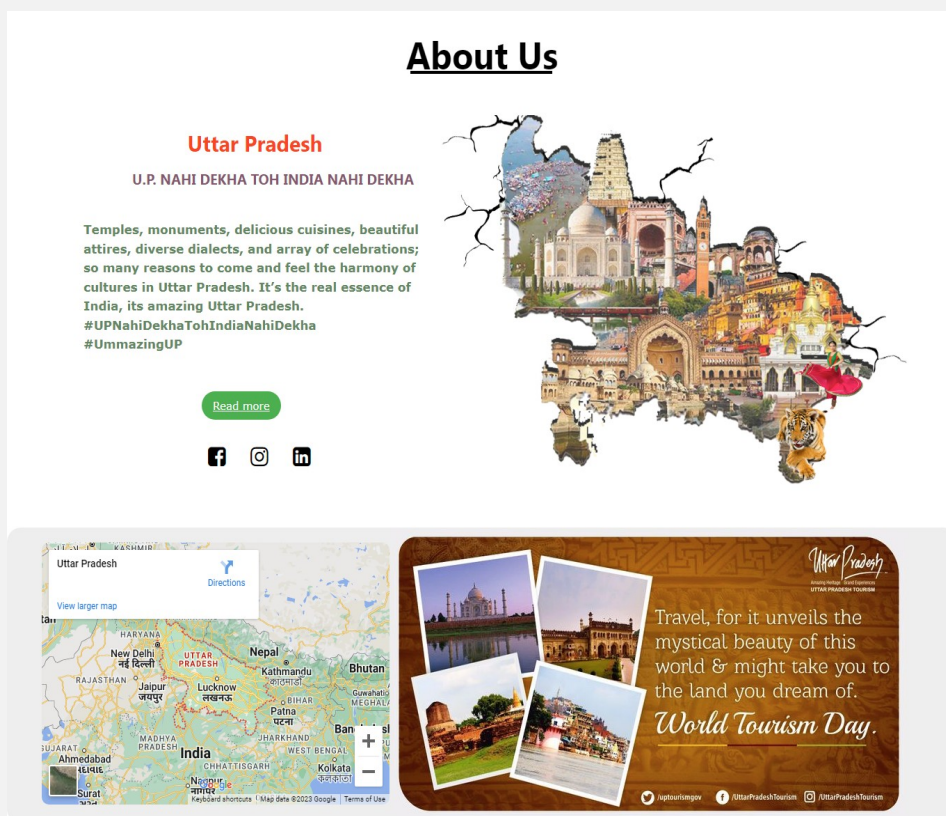 About Us
Uttar Pradesh
U.P. NAHI DEKHA TOH INDIA NAHI DEKHA
Temples, monuments, delicious cuisines, beautiful
attires, diverse dialects, and array of celebrations;
so many reasons to come and feel the harmony of
cultures in Uttar Pradesh. It’s the real essence of
India, its amazing Uttar Pradesh.
#UPNahiDekhaTohIndiaNahiDekha
#UmmazingUP
Read more
Uttar Pradesh
Directions
View larger map
KASHMIR
HARYANA
New Delhi
नई दिल्ली
UTTAR
PRADESH
Nepal
Kathmandu
काठमाडौं
Bhutan
RAJASTHAN
Jaipur
जयपुर
Lucknow
लखनऊ
BIHAR
Patna
पटना
MADHYA
PRADESH
India
JHARKHAND
WEST BENGAL
CHHATTISGARH
Ahmedabad
Kolkata
Surat
Nagpur
Google
Keyboard shortcuts
Map data ©2023 Google
Terms of Use
Uttar Pradesh
Amazing Heritage Grand Experiences
UTTAR PRADESH TOURISM
Travel, for it unveils the
mystical beauty of this
world & might take you to
the land you dream of.
World Tourism Day.
/uptourismgov
/UttarPradeshTourism
/UttarPradeshTourism